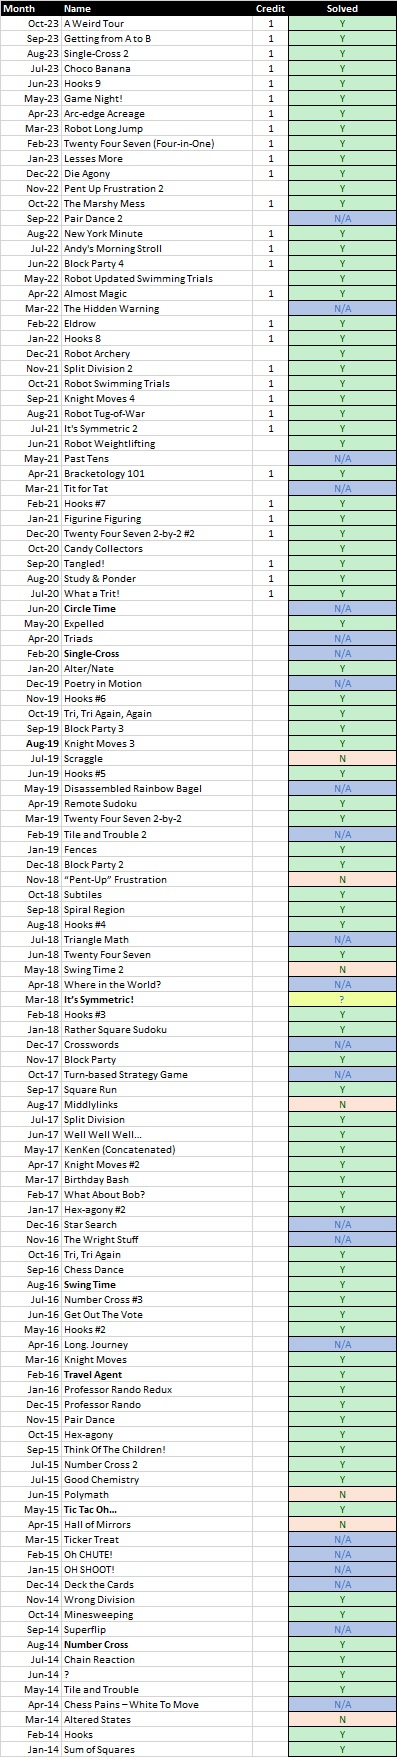 Month Name Credit Solved
Oct-23 A Weird Tour 1 Y
Sep-23 Getting from A to B 1 Y
Aug-23 Single-Cross 2 1 Y
Jul-23 Choco Banana 1 Y
Jun-23 Hooks 9 1 Y
May-23 Game Night! 1 Y
Apr-23 Arc-edge Acreage 1 Y
Mar-23 Robot Long Jump 1 Y
Feb-23 Twenty Four Seven (Four-in-One) 1 Y
Jan-23 Lesses More 1 Y
Dec-22 Die Agony 1 Y
Nov-22 Pent Up Frustration 2 Y
Oct-22 The Marshy Mess 1 Y
Sep-22 Pair Dance 2 N/A
Aug-22 New York Minute 1 Y
Jul-22 Andy's Morning Stroll 1 Y
Jun-22 Block Party 4 1 Y
May-22 Robot Updated Swimming Trials Y
Apr-22 Almost Magic 1 Y
Mar-22 The Hidden Warning N/A
Feb-22 Eldrow 1 Y
Jan-22 Hooks 8 1 Y
Dec-21 Robot Archery Y
Nov-21 Split Division 2 1 Y
Oct-21 Robot Swimming Trials 1 Y
Sep-21 Knight Moves 4 1 Y
Aug-21 Robot Tug-of-War 1 Y
Jul-21 It's Symmetric 2 1 Y
Jun-21 Robot Weightlifting Y
May-21 Past Tens N/A
Apr-21 Bracketology 101 1 Y
Mar-21 Tit for Tat N/A
Feb-21 Hooks #7 1 Y
Jan-21 Figurine Figuring 1 Y
Dec-20 Twenty Four Seven 2-by-2 #2 1 Y
Oct-20 Candy Collectors Y
Sep-20 Tangled! 1 Y
Aug-20 Study & Ponder 1 Y
Jul-20 What a Trit! 1 Y
Jun-20 Circle Time N/A
May-20 Expelled Y
Apr-20 Triads N/A
Feb-20 Single-Cross N/A
Jan-20 Alter/Nate Y
Dec-19 Poetry in Motion N/A
Nov-19 Hooks #6 Y
Oct-19 Tri, Tri Again, Again Y
Sep-19 Block Party 3 Y
Aug-19 Knight Moves 3 Y
Jul-19 Scraggle N
Jun-19 Hooks #5 Y
May-19 Disassembled Rainbow Bagel N/A
Apr-19 Remote Sudoku Y
Mar-19 Twenty Four Seven 2-by-2 Y
Feb-19 Tile and Trouble 2 N/A
Jan-19 Fences Y
Dec-18 Block Party 2 Y
Nov-18 “Pent-Up” Frustration N
Oct-18 Subtiles Y
Sep-18 Spiral Region Y
Aug-18 Hooks #4 Y
Jul-18 Triangle Math N/A
Jun-18 Twenty Four Seven Y
May-18 Swing Time 2 N
Apr-18 Where in the World? N/A
Mar-18 It’s Symmetric! ?
Feb-18 Hooks #3 Y
Jan-18 Rather Square Sudoku Y
Dec-17 Crosswords N/A
Nov-17 Block Party Y
Oct-17 Turn-based Strategy Game N/A
Sep-17 Square Run Y
Aug-17 Middlylinks N
Jul-17 Split Division Y
Jun-17 Well Well Well... Y
May-17 KenKen (Concatenated) Y
Apr-17 Knight Moves #2 Y
Mar-17 Birthday Bash Y
Feb-17 What About Bob? Y
Jan-17 Hex-agony #2 Y
Dec-16 Star Search N/A
Nov-16 The Wright Stuff N/A
Oct-16 Tri, Tri Again Y
Sep-16 Chess Dance Y
Aug-16 Swing Time Y
Jul-16 Number Cross #3 Y
Jun-16 Get Out The Vote Y
May-16 Hooks #2 Y
Apr-16 Long. Journey N/A
Mar-16 Knight Moves Y
Feb-16 Travel Agent Y
Jan-16 Professor Rando Redux Y
Dec-15 Professor Rando Y
Nov-15 Pair Dance Y
Oct-15 Hex-agony Y
Sep-15 Think Of The Children! Y
Jul-15 Number Cross 2 Y
Jul-15 Good Chemistry Y
Jun-15 Polymath N
May-15 Tic Tac Oh... Y
Apr-15 Hall of Mirrors N
Mar-15 Ticker Treat N/A
Feb-15 Oh CHUTE! N/A
Jan-15 OH SHOOT! N/A
Dec-14 Deck the Cards N/A
Nov-14 Wrong Division Y
Oct-14 Minesweeping Y
Sep-14 Superflip N/A
Aug-14 Number Cross Y
Jul-14 Chain Reaction Y
Jun-14 ? Y
May-14 Tile and Trouble Y
Apr-14 Chess Pains – White To Move N/A
Mar-14 Altered States N
Feb-14 Hooks Y
Jan-14 Sum of Squares Y